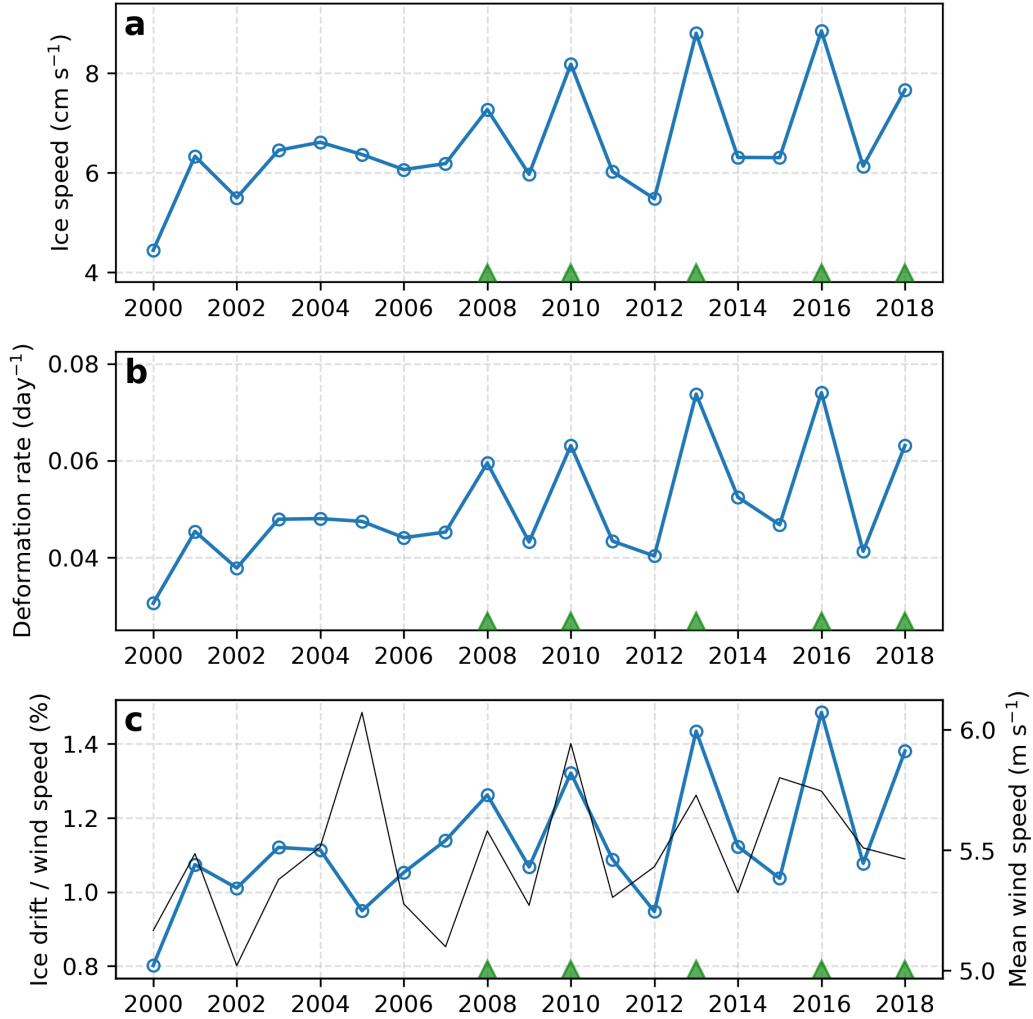 a
Ice speed (cm s⁻¹)
8
6
4
2000 2002 2004 2006 2008 2010 2012 2014 2016 2018
b
Deformation rate (day⁻¹)
0.08
0.06
0.04
2000 2002 2004 2006 2008 2010 2012 2014 2016 2018
c
Ice drift / wind speed (%)
1.4
1.2
1.0
0.8
Mean wind speed (m s⁻¹)
6.0
5.5
5.0
2000 2002 2004 2006 2008 2010 2012 2014 2016 2018